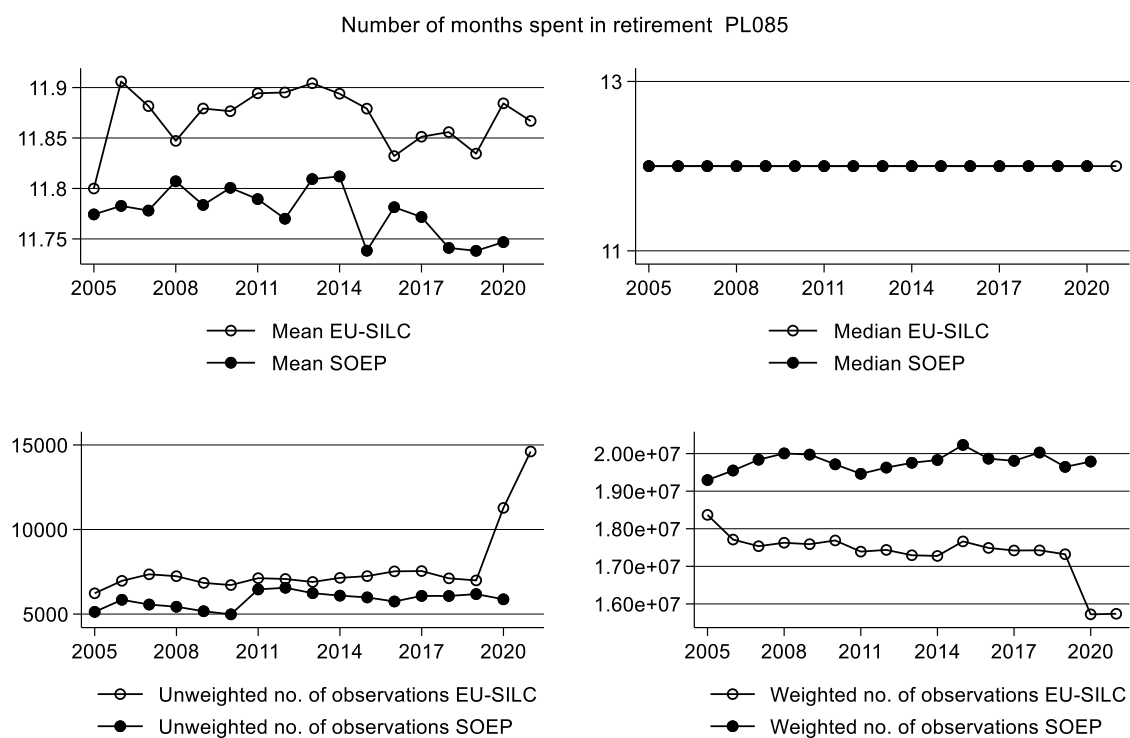 Number of months spent in retirement PL085
11.9
11.85
11.8
11.75
2005 2008 2011 2014 2017 2020
Mean EU-SILC
Mean SOEP
13
11
2005 2008 2011 2014 2017 2020
Median EU-SILC
Median SOEP
15000
10000
5000
2005 2008 2011 2014 2017 2020
Unweighted no. of observations EU-SILC
Unweighted no. of observations SOEP
2.00e+07
1.90e+07
1.80e+07
1.70e+07
1.60e+07
2005 2008 2011 2014 2017 2020
Weighted no. of observations EU-SILC
Weighted no. of observations SOEP